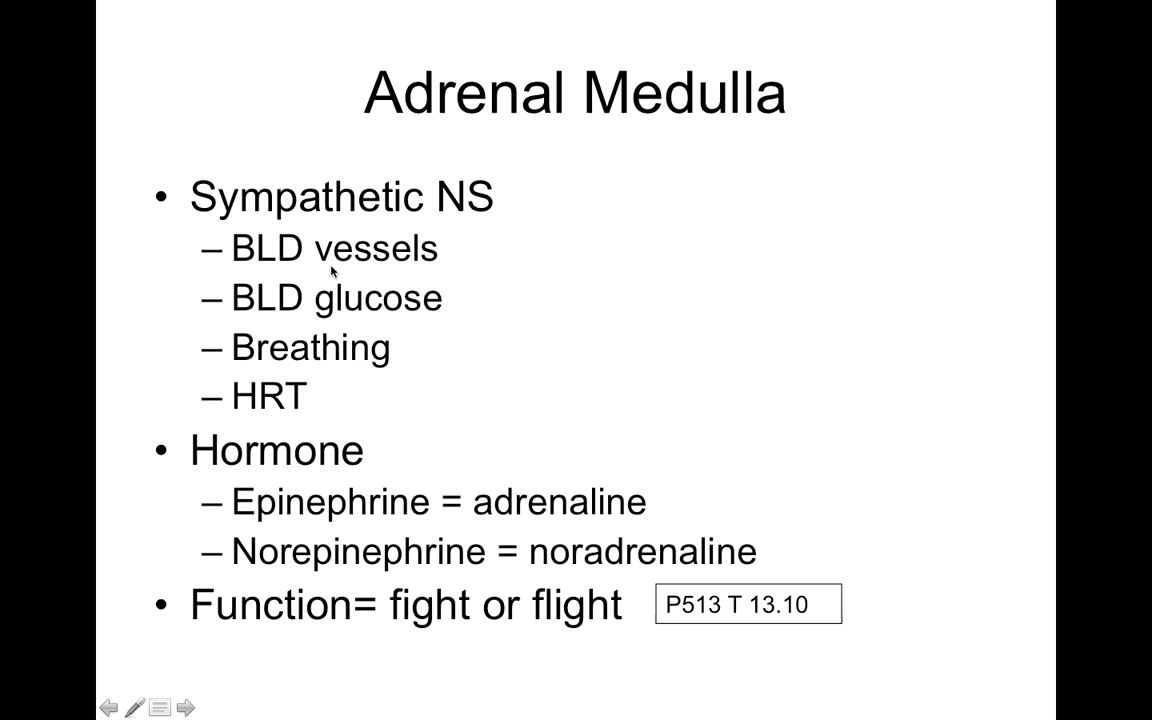 Adrenal Medulla
• Sympathetic NS
– BLD vessels
– BLD glucose
– Breathing
– HRT
• Hormone
– Epinephrine = adrenaline
– Norepinephrine = noradrenaline
• Function= fight or flight
P513 T 13.10